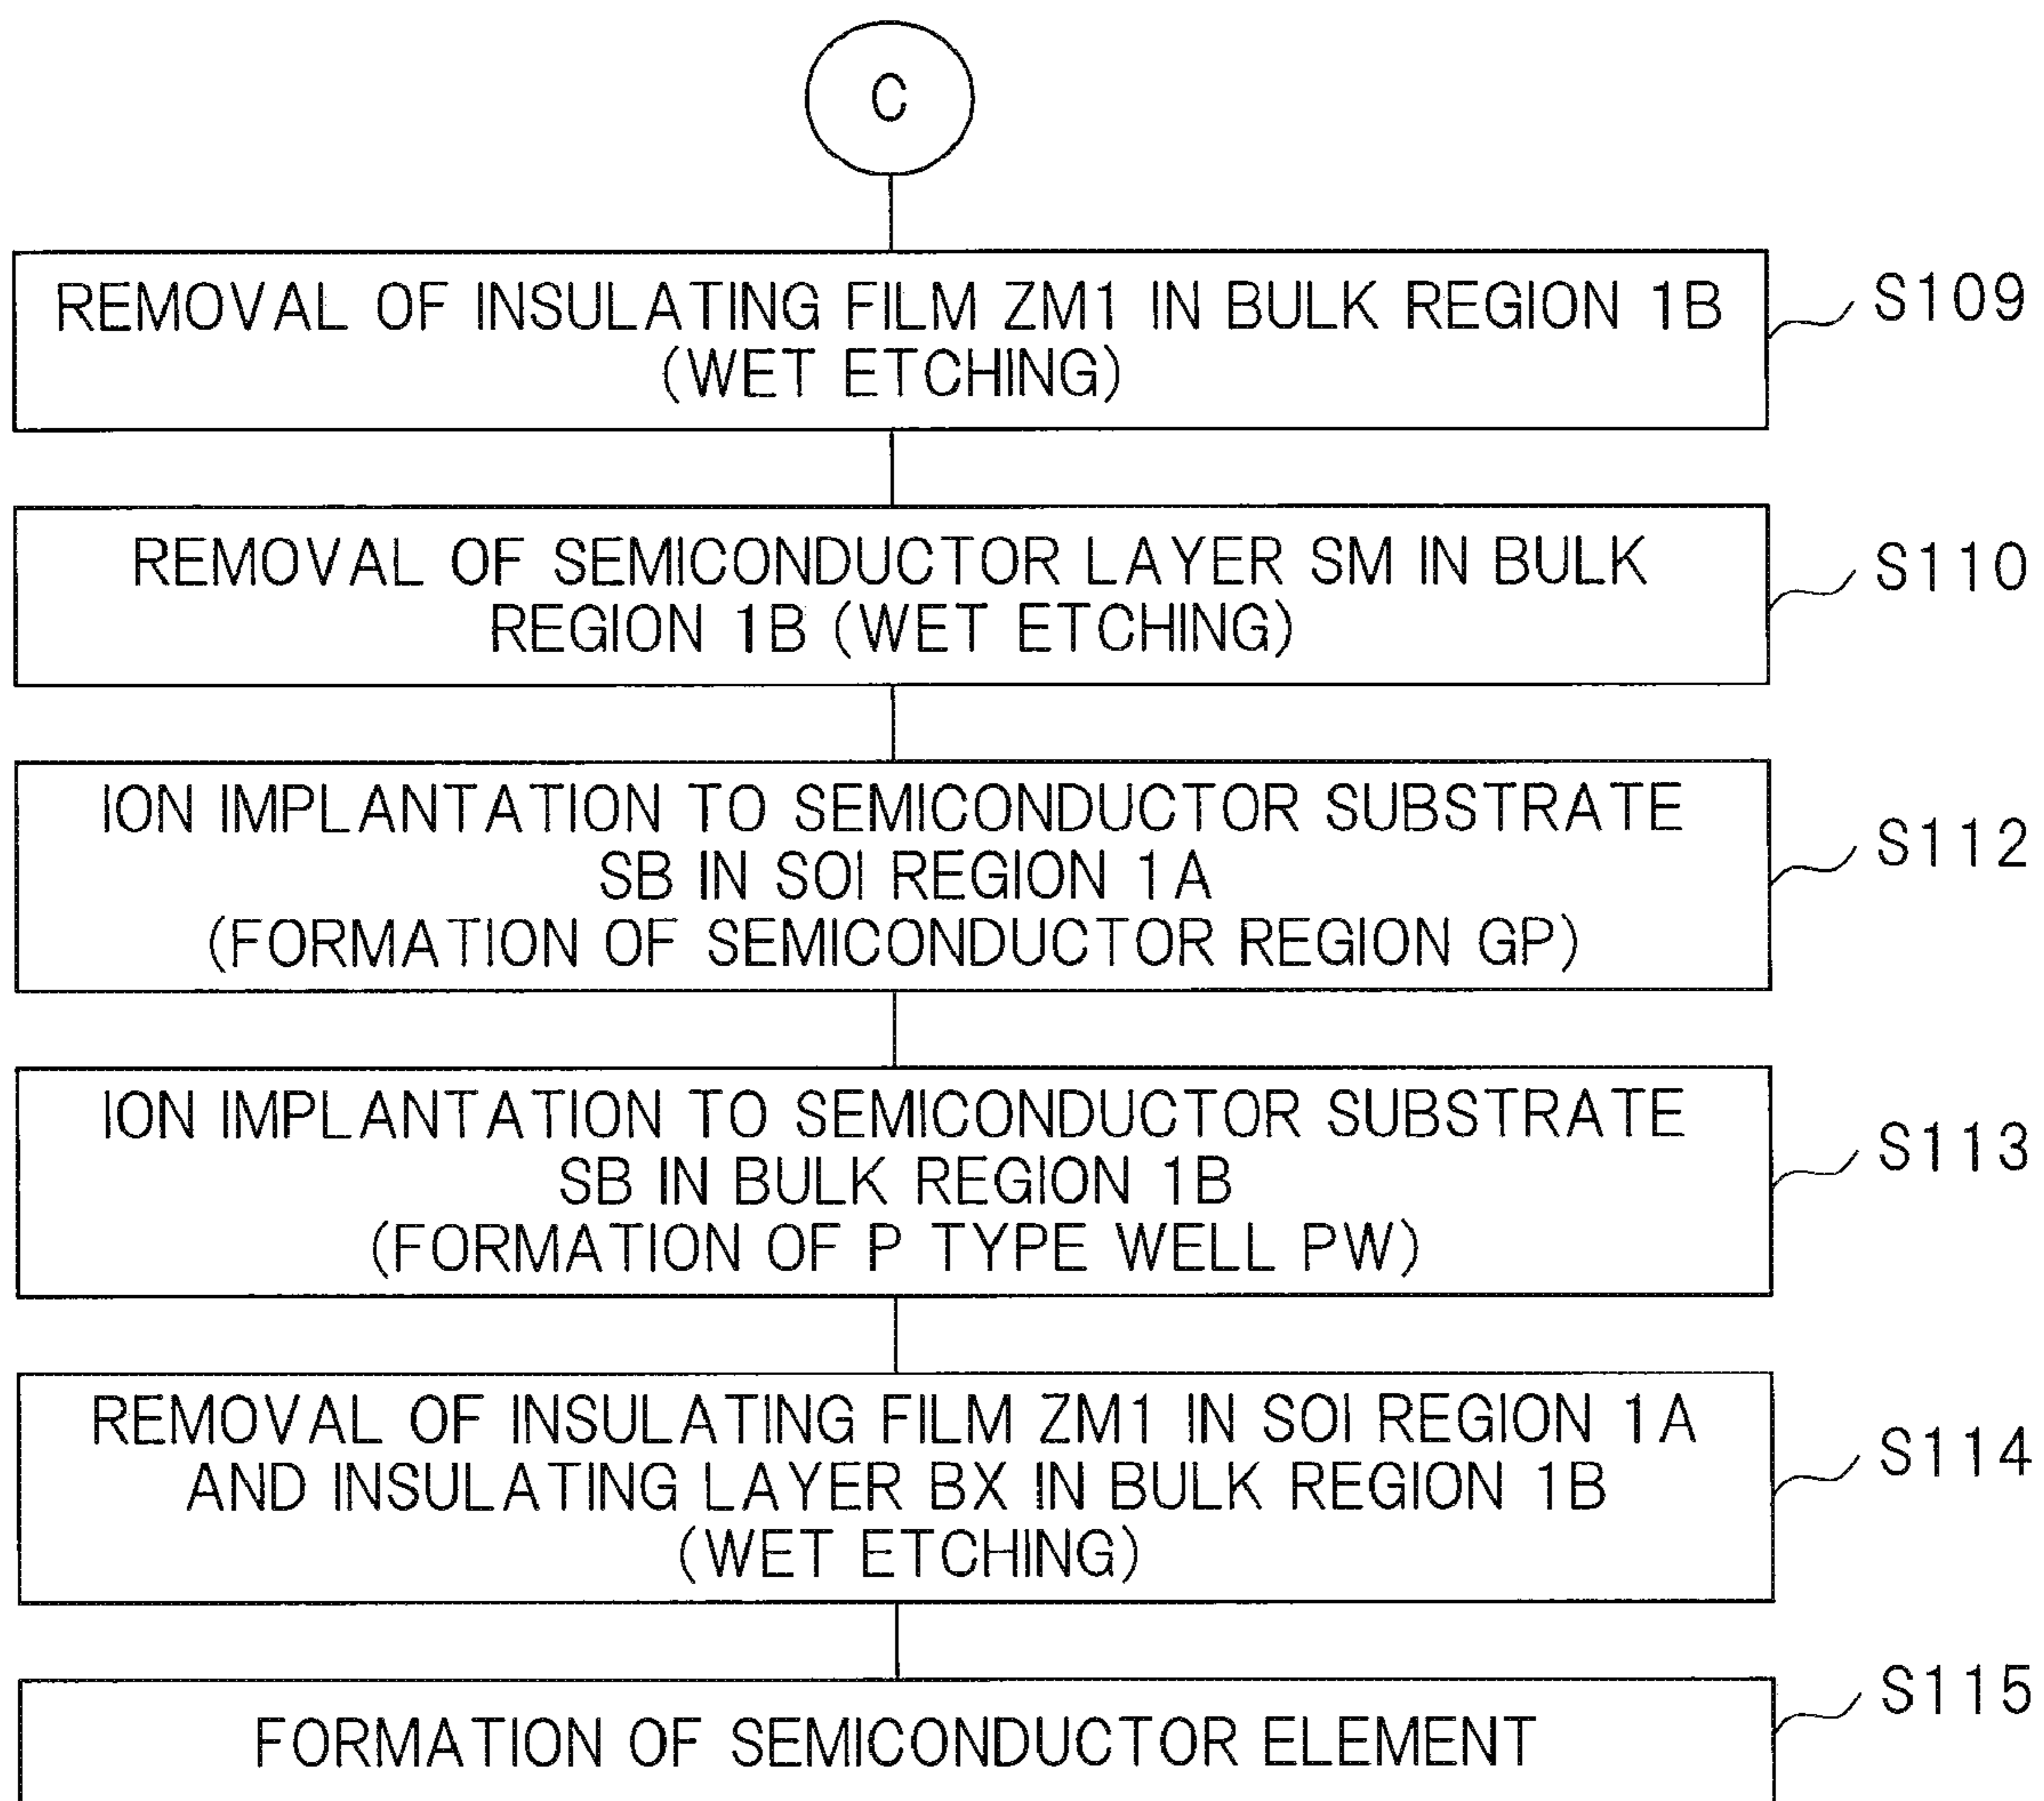 C
REMOVAL OF INSULATING FILM ZM1 IN BULK REGION 1B
(WET ETCHING)
S109
REMOVAL OF SEMICONDUCTOR LAYER SM IN BULK
REGION 1B (WET ETCHING)
S110
ION IMPLANTATION TO SEMICONDUCTOR SUBSTRATE
SB IN SOI REGION 1A
(FORMATION OF SEMICONDUCTOR REGION GP)
S112
ION IMPLANTATION TO SEMICONDUCTOR SUBSTRATE
SB IN BULK REGION 1B
(FORMATION OF P TYPE WELL PW)
S113
REMOVAL OF INSULATING FILM ZM1 IN SOI REGION 1A
AND INSULATING LAYER BX IN BULK REGION 1B
(WET ETCHING)
S114
FORMATION OF SEMICONDUCTOR ELEMENT
S115